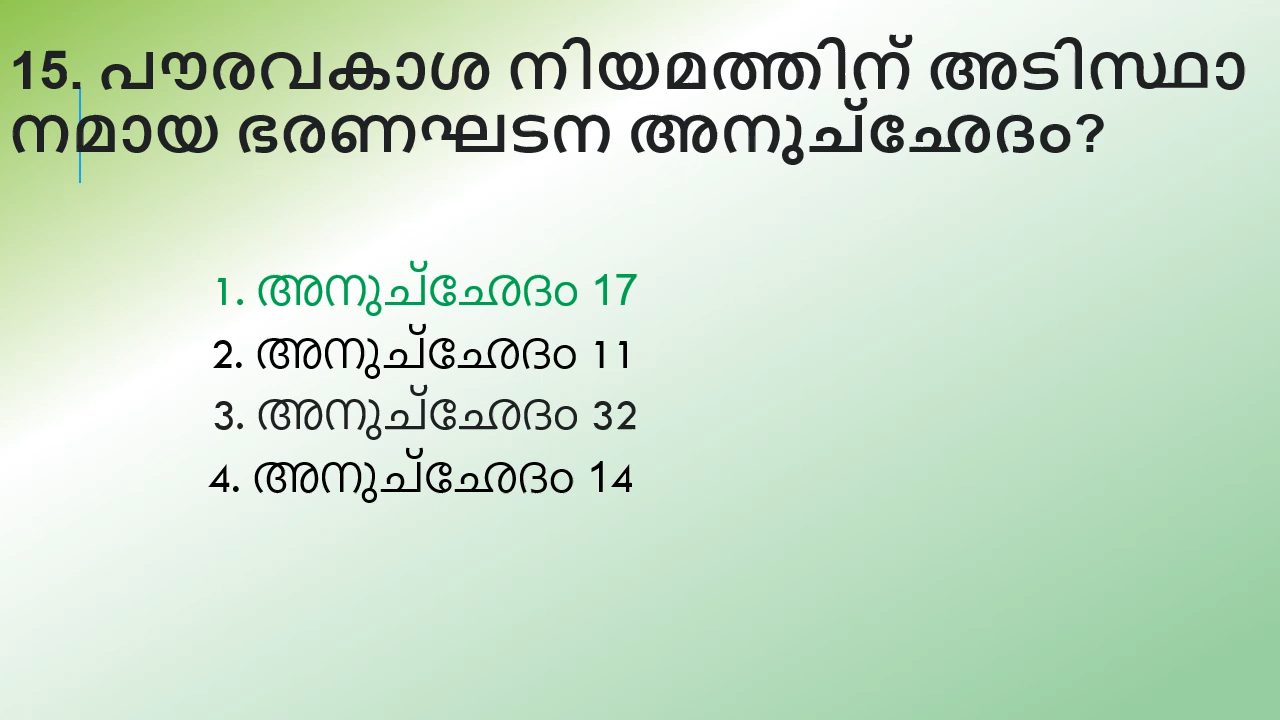 15. പൗരവകാശ നിയമത്തിന് അടിസ്ഥാ
നമായ ഭരണഘടന അനുച്ഛേദം?
1. അനുച്ഛേദം 17
2. അനുച്ഛേദം 11
3. അനുച്ഛേദം 32
4. അനുച്ഛേദം 14